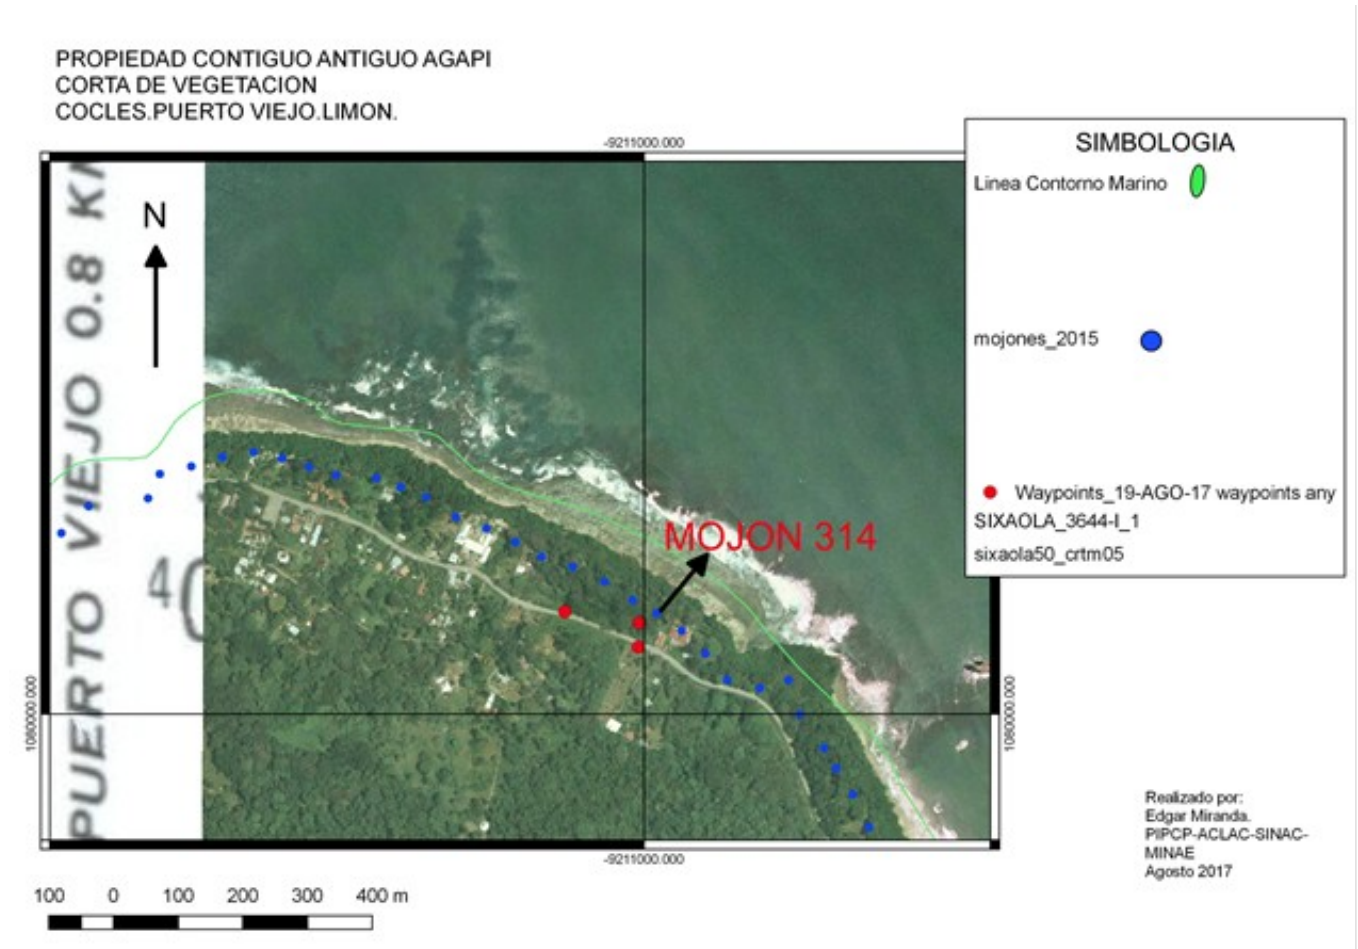 PROPIEDAD CONTIGUO ANTIGUO AGAPI
CORTA DE VEGETACION
COCLES.PUERTO VIEJO.LIMON.
-9211000.000
SIMBOLOGIA
Linea Contorno Marino
mojones_2015
Waypoints_19-AGO-17 waypoints any
SIXAOLA_3644-I_1
sixaola50_crtm05
N
PUERTO VIEJO 0.8 K
40
MOJON 314
1080000.000
1080000.000
-9211000.000
Realizado por:
Edgar Miranda.
PIPCP-ACLAC-SINAC-
MINAE
Agosto 2017
100 0 100 200 300 400 m